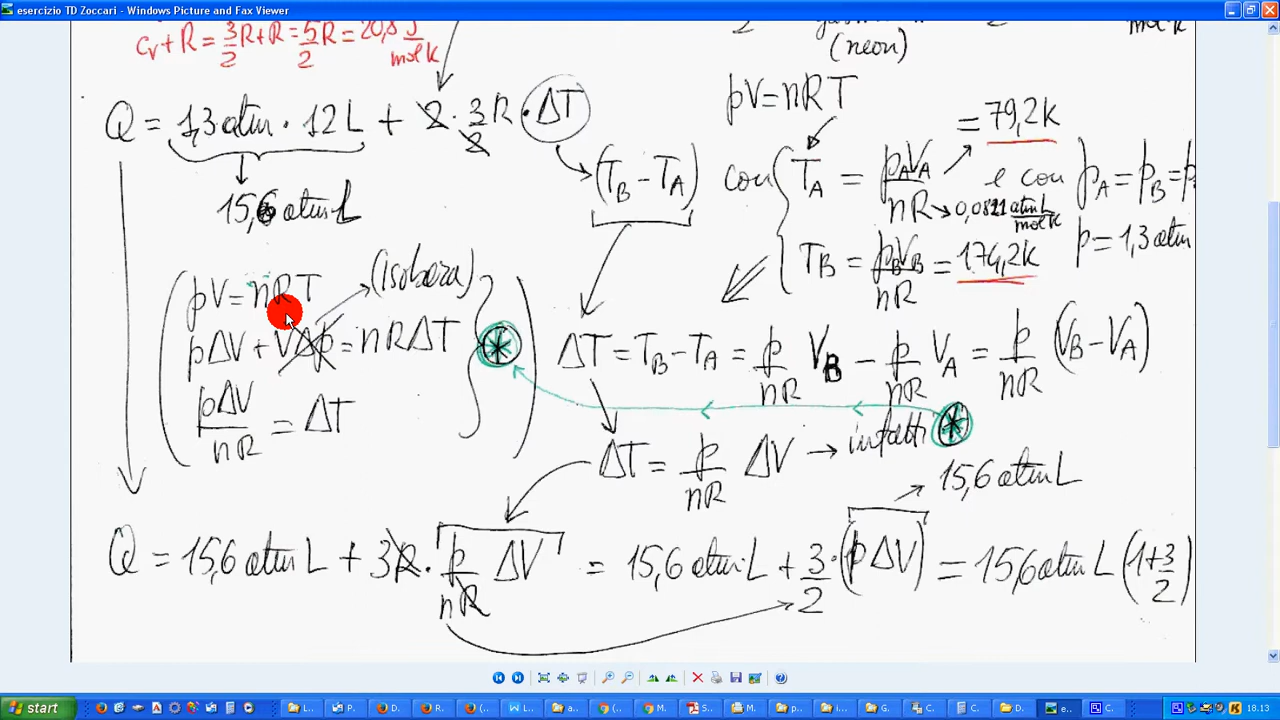 esercizio TD Zoccari - Windows Picture and Fax Viewer
cv + R = 3/2 R + R = 5/2 R = 20,8 J/mol K
2
(neon)
2
mol K
pV = nRT
Q = 1,3 atm · 12 L + 2 · 3/2 R · ΔT
15,6 atm L
(TB - TA) con { TA = pAVA/nR = 79,2 K
→ 0,0821 atm L/mol K
e con pA = pB = p
p = 1,3 atm
TB = pBVB/nR = 174,2 K
pV = nRT (isobara)
pΔV + VΔp = nRΔT
pΔV/nR = ΔT
ΔT = TB - TA = p/nR VB - p/nR VA = p/nR (VB - VA)
ΔT = p/nR ΔV → infatti *
15,6 atm L
Q = 15,6 atm L + 3R · p/nR ΔV = 15,6 atm·L + 3/2 · (pΔV) = 15,6 atm L (1 + 3/2)
start
L...
P...
D...
R...
(...
W L...
G...
M...
S...
M...
p...
u...
G...
C...
C...
D...
e...
C...
18.13